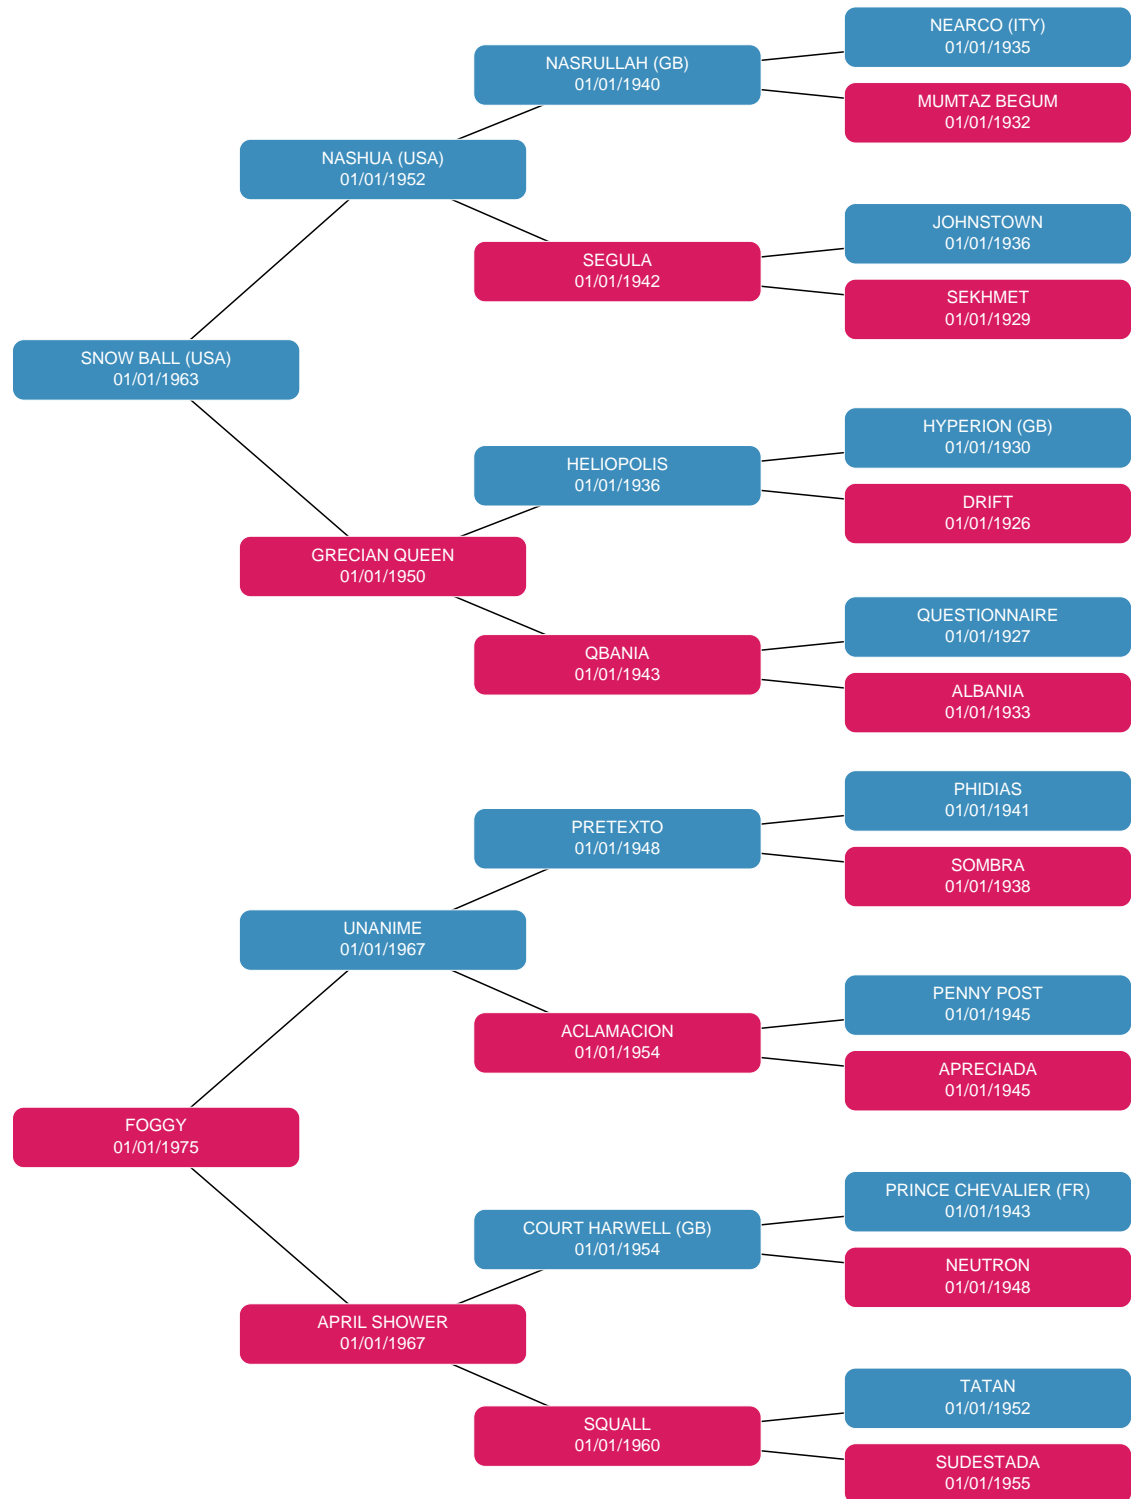 NEARCO (ITY)
01/01/1935
NASRULLAH (GB)
01/01/1940
MUMTAZ BEGUM
01/01/1932
NASHUA (USA)
01/01/1952
JOHNSTOWN
01/01/1936
SEGULA
01/01/1942
SEKHMET
01/01/1929
SNOW BALL (USA)
01/01/1963
HYPERION (GB)
01/01/1930
HELIOPOLIS
01/01/1936
DRIFT
01/01/1926
GRECIAN QUEEN
01/01/1950
QUESTIONNAIRE
01/01/1927
QBANIA
01/01/1943
ALBANIA
01/01/1933
PHIDIAS
01/01/1941
PRETEXTO
01/01/1948
SOMBRA
01/01/1938
UNANIME
01/01/1967
PENNY POST
01/01/1945
ACLAMACION
01/01/1954
APRECIADA
01/01/1945
FOGGY
01/01/1975
PRINCE CHEVALIER (FR)
01/01/1943
COURT HARWELL (GB)
01/01/1954
NEUTRON
01/01/1948
APRIL SHOWER
01/01/1967
TATAN
01/01/1952
SQUALL
01/01/1960
SUDESTADA
01/01/1955